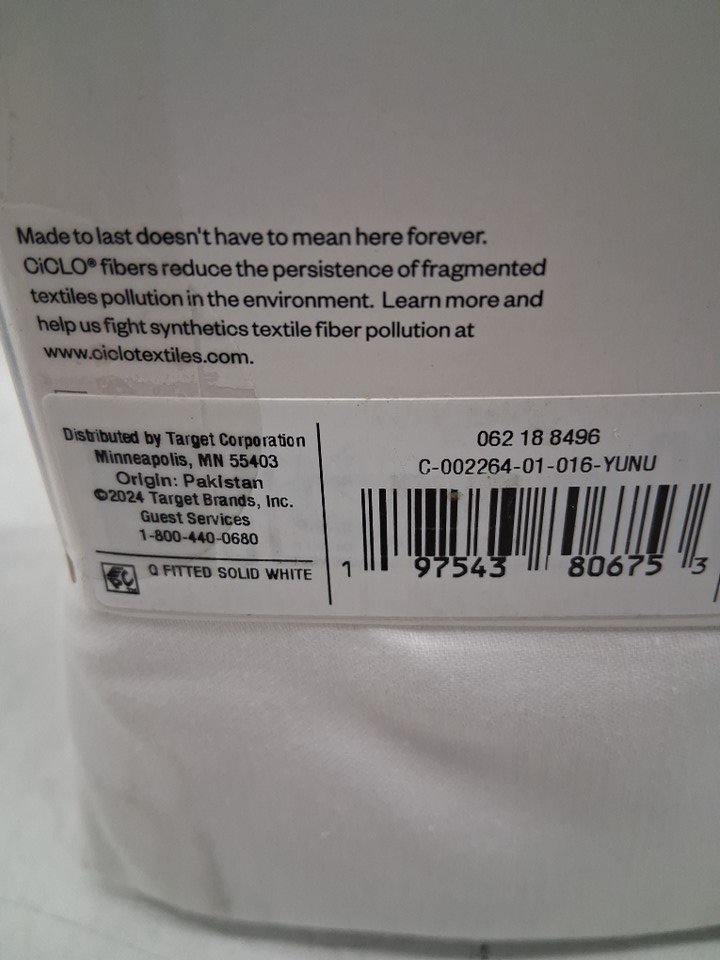 Made to last doesn't have to mean here forever.
CiCLO® fibers reduce the persistence of fragmented
textiles pollution in the environment. Learn more and
help us fight synthetics textile fiber pollution at
www.ciclotextiles.com.
Distributed by Target Corporation
Minneapolis, MN 55403
Origin: Pakistan
©2024 Target Brands, Inc.
Guest Services
1-800-440-0680
Q FITTED SOLID WHITE
062 18 8496
C-002264-01-016-YUNU
1 97543 80675 3